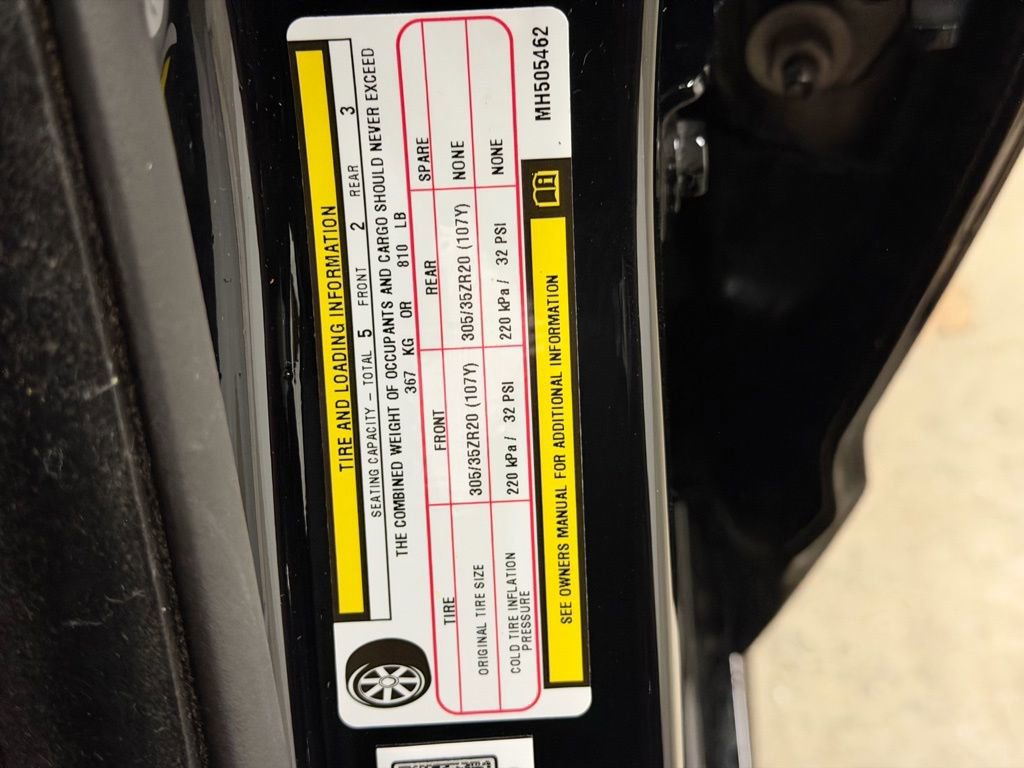 TIRE AND LOADING INFORMATION
SEATING CAPACITY – TOTAL 5 FRONT 2 REAR 3
THE COMBINED WEIGHT OF OCCUPANTS AND CARGO SHOULD NEVER EXCEED
367 KG OR 810 LB
TIRE FRONT REAR SPARE
ORIGINAL TIRE SIZE 305/35ZR20 (107Y) 305/35ZR20 (107Y) NONE
COLD TIRE INFLATION
PRESSURE 220 kPa / 32 PSI 220 kPa / 32 PSI NONE
SEE OWNERS MANUAL FOR ADDITIONAL INFORMATION
MH505462